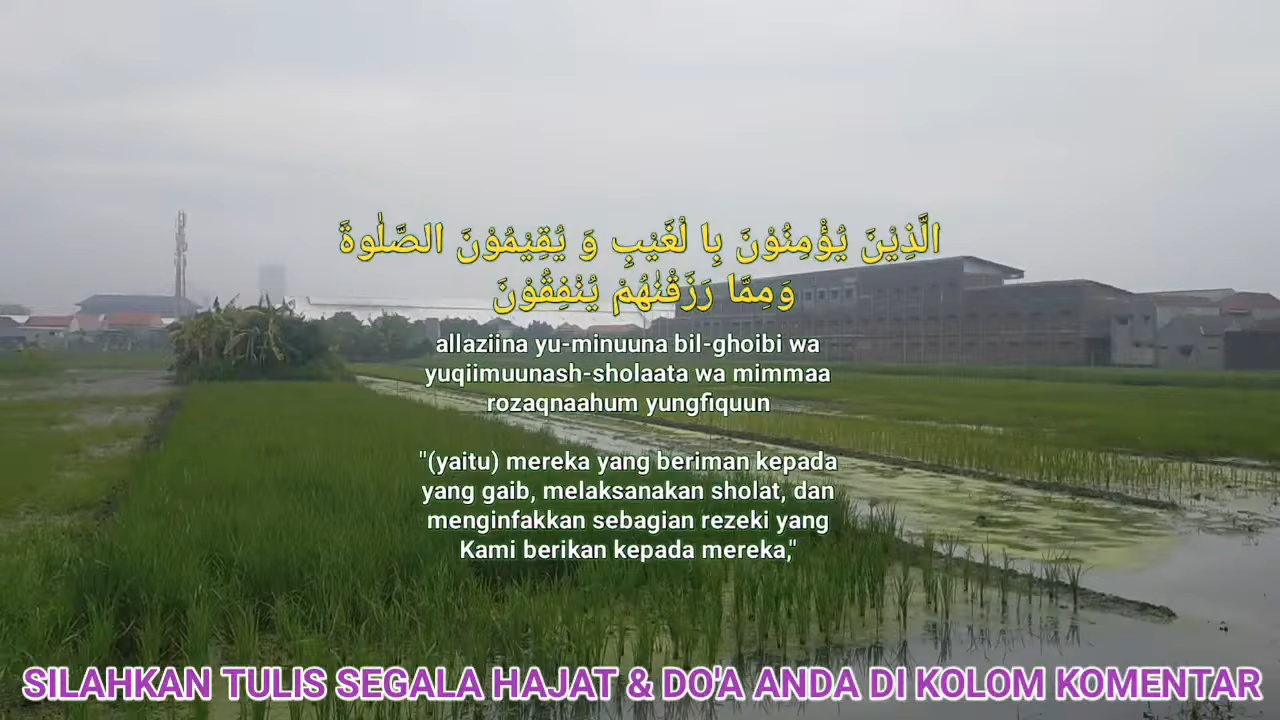 الَّذِيْنَ يُؤْمِنُوْنَ بِا لْغَيْبِ وَ يُقِيْمُوْنَ الصَّلٰوةَ
وَمِمَّا رَزَقْنٰهُمْ يُنْفِقُوْنَ
allaziina yu-minuuna bil-ghoibi wa
yuqiimuunash-sholaata wa mimmaa
rozaqnaahum yungfiquun
"(yaitu) mereka yang beriman kepada
yang gaib, melaksanakan sholat, dan
menginfakkan sebagian rezeki yang
Kami berikan kepada mereka,"
SILAHKAN TULIS SEGALA HAJAT & DO'A ANDA DI KOLOM KOMENTAR